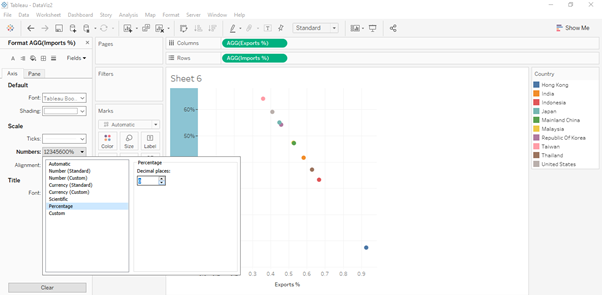 Tableau - DataViz2
File Data Worksheet Dashboard Story Analysis Map Format Server Window Help
Standard
Show Me
Format AGG(Imports %)
Fields
Axis Pane
Default
Font: Tableau Boo...
Shading:
Scale
Ticks:
Numbers: 12345600%
Alignment:
Title
Font:
Clear
Automatic
Number (Standard)
Number (Custom)
Currency (Standard)
Currency (Custom)
Scientific
Percentage
Custom
Percentage
Decimal places:
Pages
Filters
Marks
Automatic
Color Size Label
Columns AGG(Exports %)
Rows AGG(Imports %)
Sheet 6
60%
50%
0.2 0.3 0.4 0.5 0.6 0.7 0.8 0.9
Exports %
Country
Hong Kong
India
Indonesia
Japan
Mainland China
Malaysia
Republic Of Korea
Taiwan
Thailand
United States